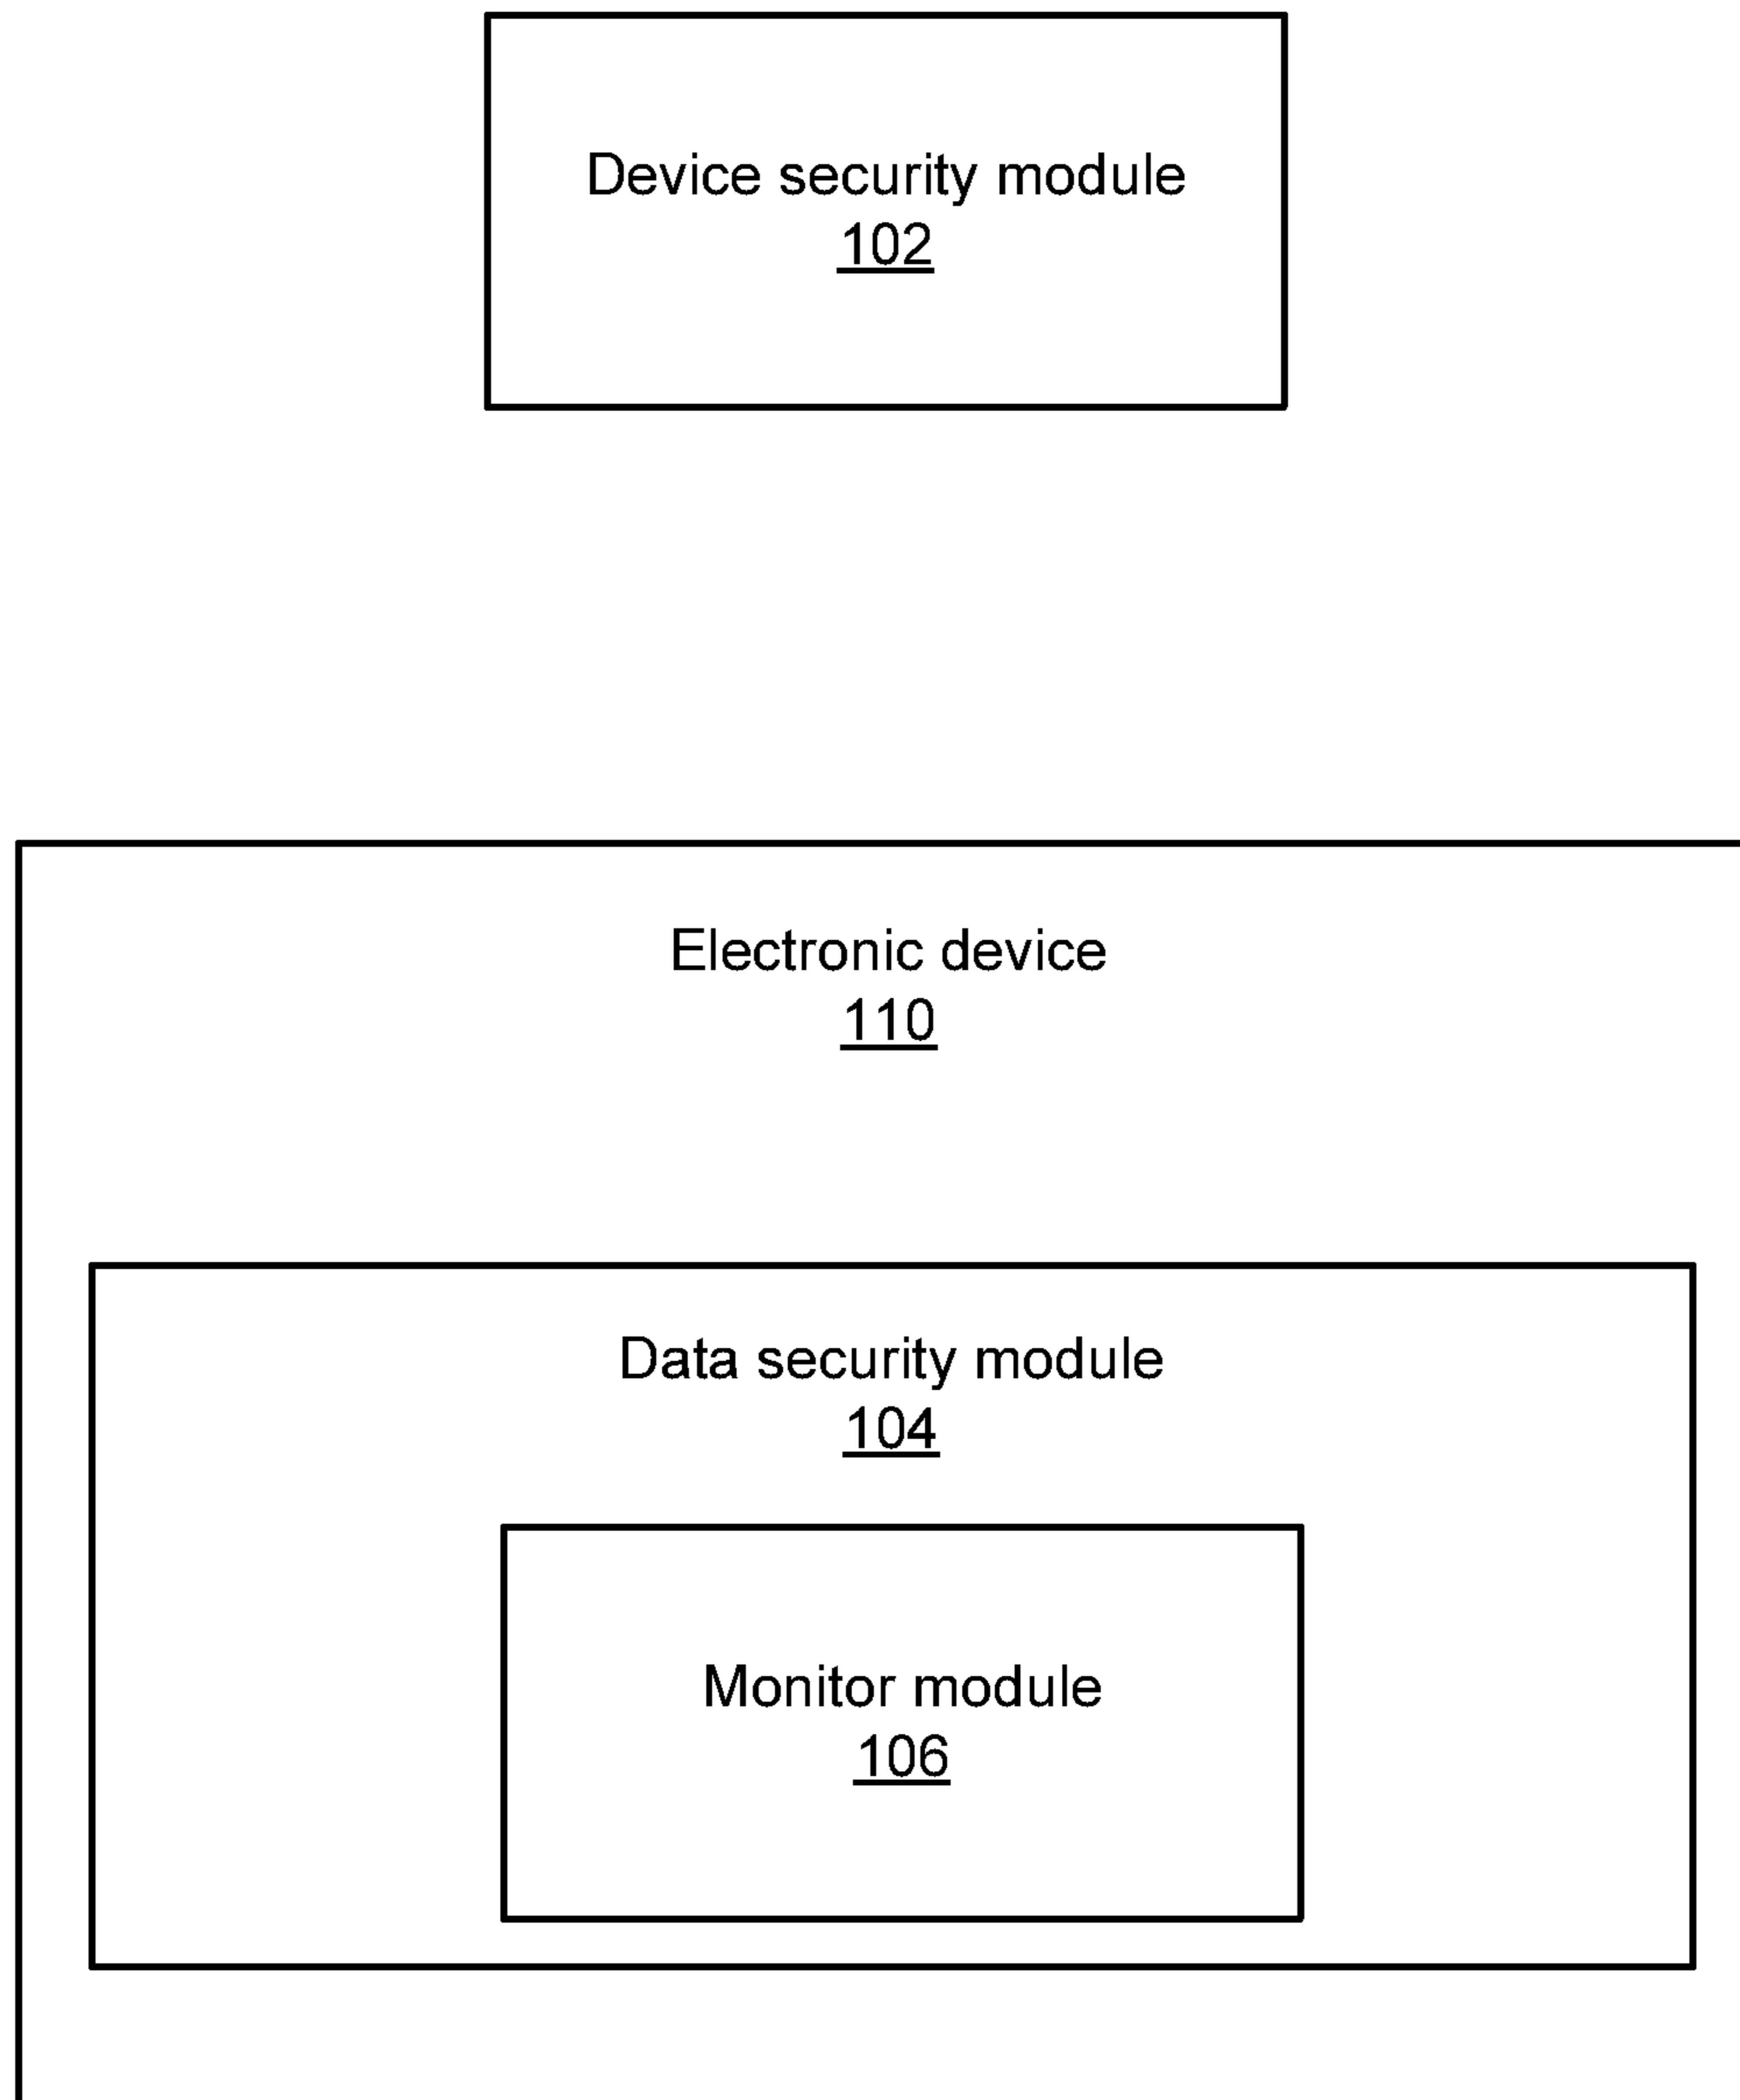 Device security module
102
Electronic device
110
Data security module
104
Monitor module
106